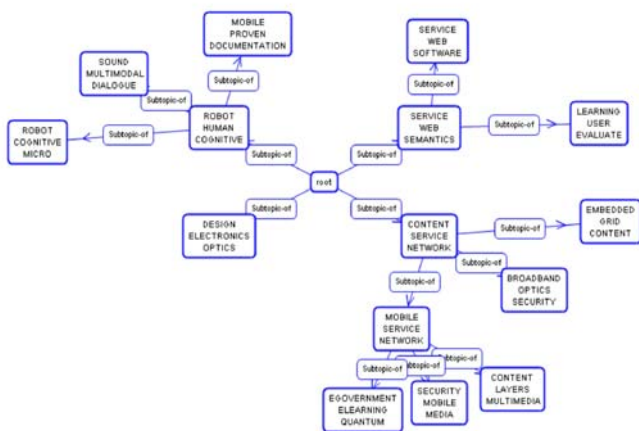 MOBILE
PROVEN
DOCUMENTATION
SERVICE
WEB
SOFTWARE
SOUND
MULTIMODAL
DIALOGUE
Subtopic-of
Subtopic-of
Subtopic-of
ROBOT
HUMAN
COGNITIVE
SERVICE
WEB
SEMANTICS
LEARNING
USER
EVALUATE
Subtopic-of
ROBOT
COGNITIVE
MICRO
Subtopic-of
Subtopic-of
Subtopic-of
root
Subtopic-of
Subtopic-of
DESIGN
ELECTRONICS
OPTICS
CONTENT
SERVICE
NETWORK
Subtopic-of
EMBEDDED
GRID
CONTENT
Subtopic-of
BROADBAND
OPTICS
SECURITY
Subtopic-of
MOBILE
SERVICE
NETWORK
Subtopic-of
Subtopic-of
Subtopic-of
EGOVERNMENT
ELEARNING
QUANTUM
SECURITY
MOBILE
MEDIA
CONTENT
LAYERS
MULTIMEDIA